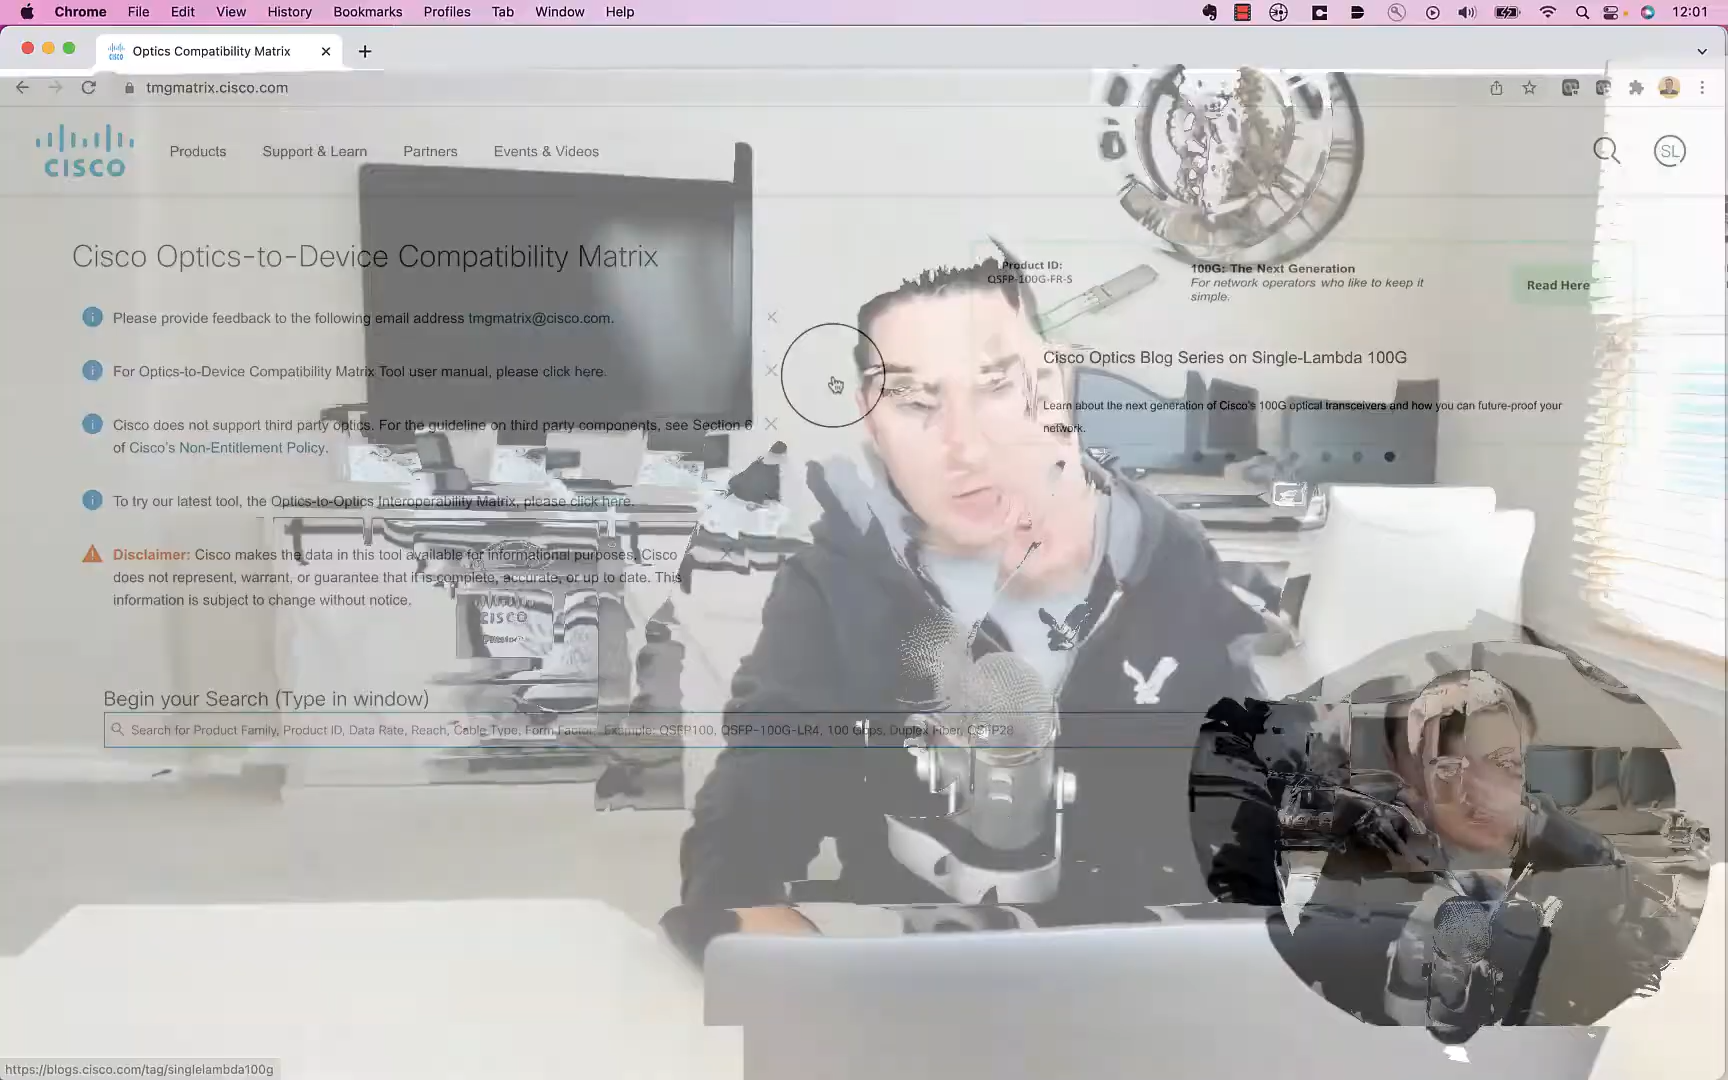 Chrome File Edit View History Bookmarks Profiles Tab Window Help 12:01
Optics Compatibility Matrix
tmgmatrix.cisco.com
CISCO
Products Support & Learn Partners Events & Videos
SL
Cisco Optics-to-Device Compatibility Matrix
Please provide feedback to the following email address tmgmatrix@cisco.com.
For Optics-to-Device Compatibility Matrix Tool user manual, please click here.
Cisco does not support third party optics. For the guideline on third party components, see Section 6
of Cisco's Non-Entitlement Policy.
To try our latest tool, the Optics-to-Optics Interoperability Matrix, please click here.
Disclaimer: Cisco makes the data in this tool available for informational purposes. Cisco
does not represent, warrant, or guarantee that it is complete, accurate, or up to date. This
information is subject to change without notice.
Product ID:
QSFP-100G-FR-S
100G: The Next Generation
For network operators who like to keep it
simple.
Read Here
Cisco Optics Blog Series on Single-Lambda 100G
Learn about the next generation of Cisco's 100G optical transceivers and how you can future-proof your
network.
CISCO
Begin your Search (Type in window)
Search for Product Family, Product ID, Data Rate, Reach, Cable Type, Form Factor. Example: QSFP100, QSFP-100G-LR4, 100 Gbps, Duplex Fiber, QSFP28
https://blogs.cisco.com/tag/singlelambda100g